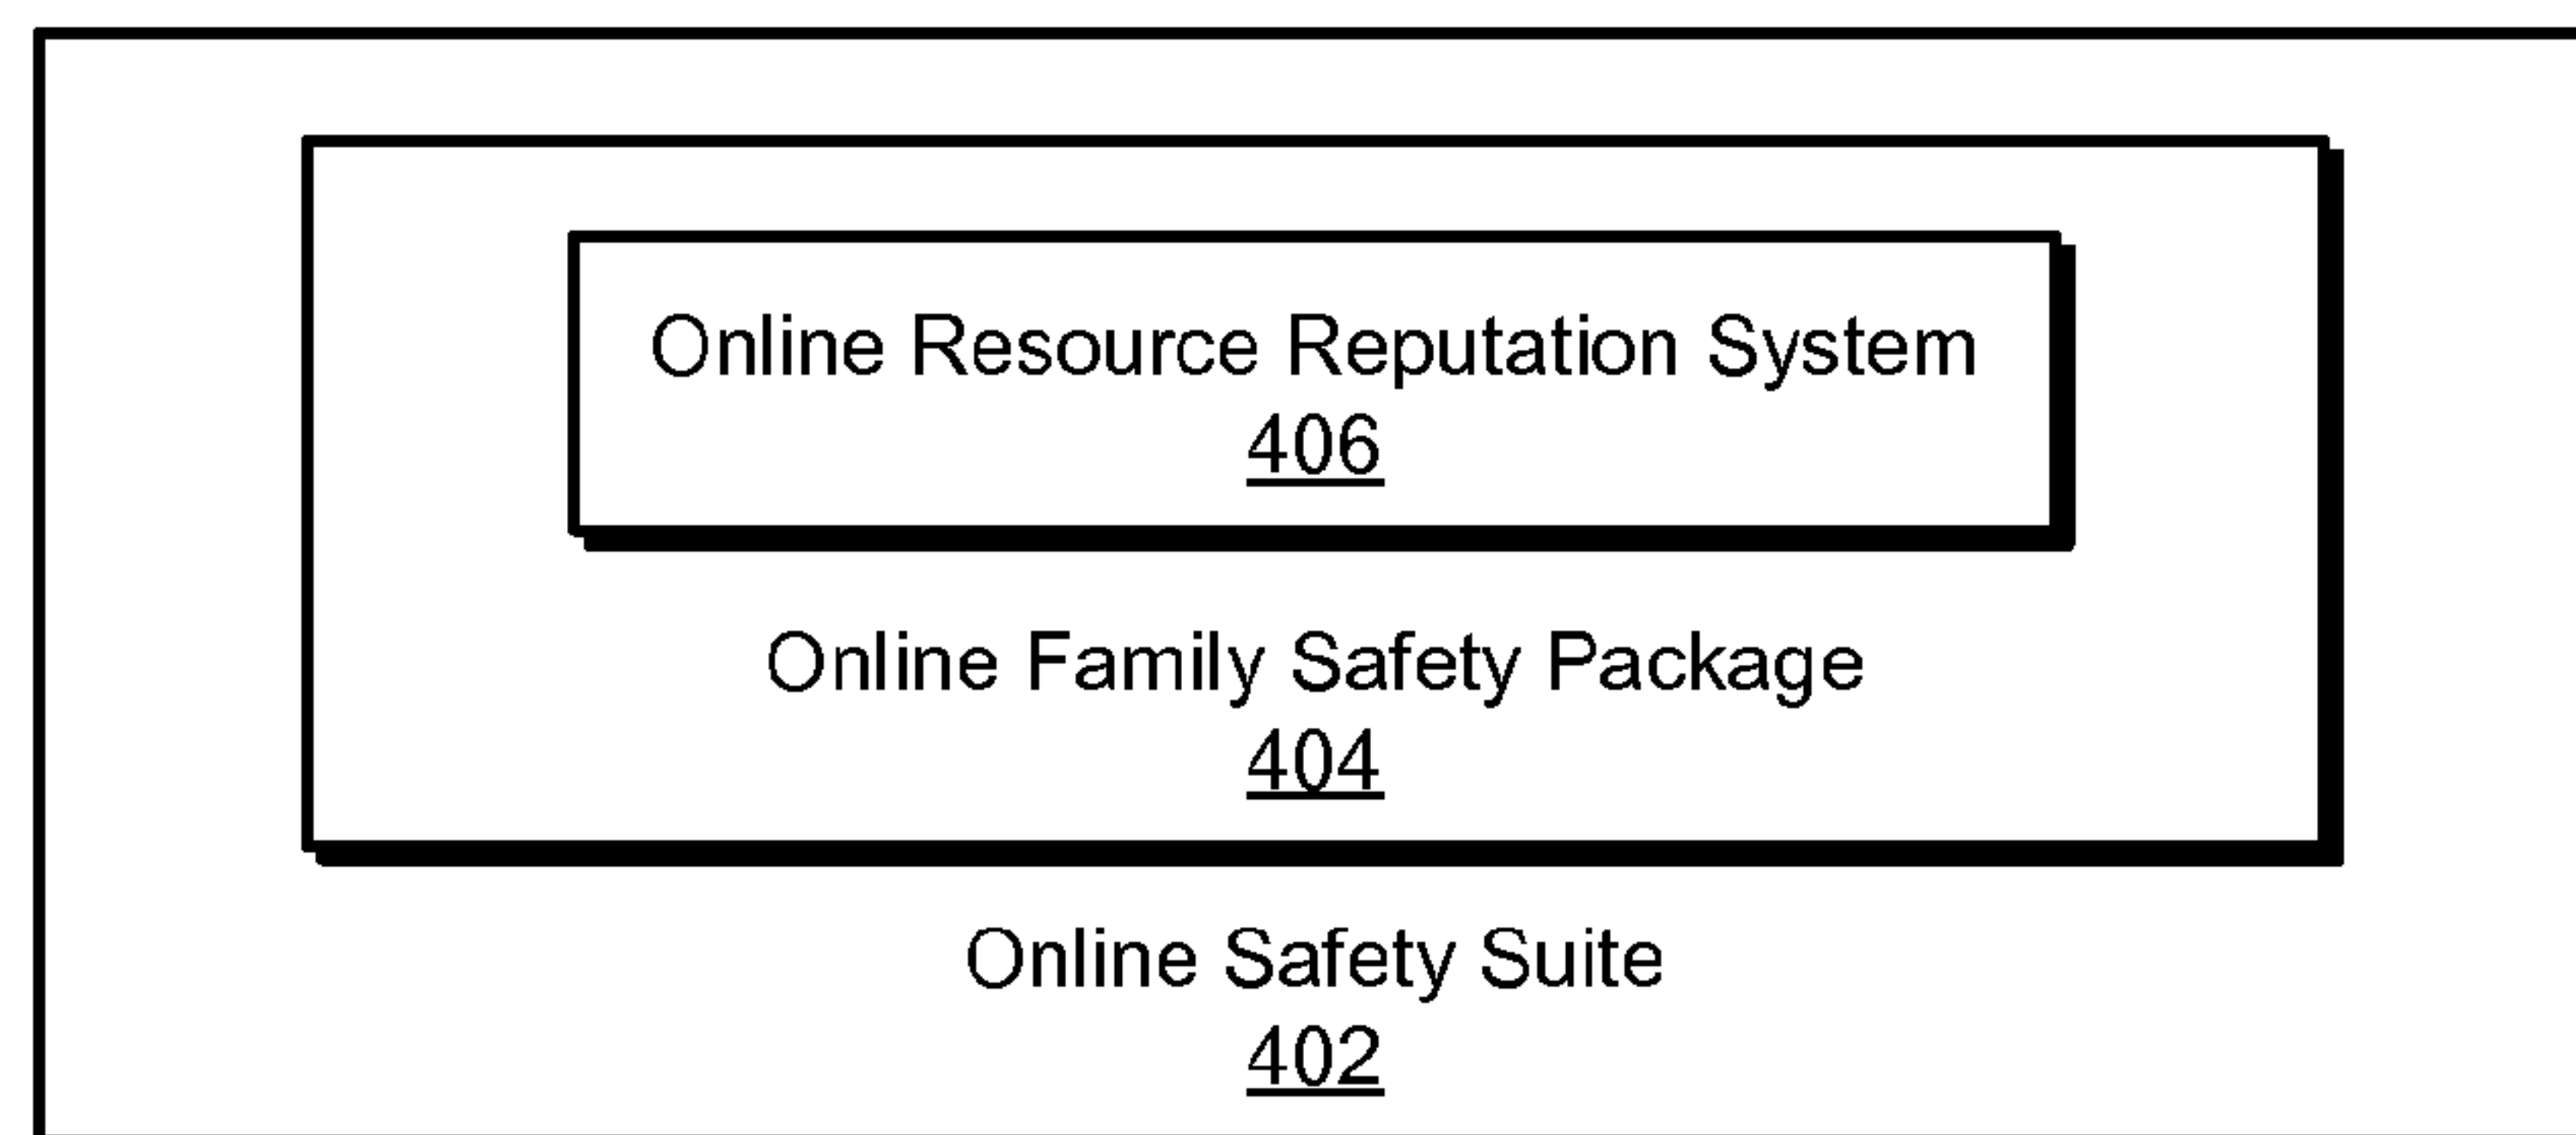 Online Resource Reputation System
406
Online Family Safety Package
404
Online Safety Suite
402